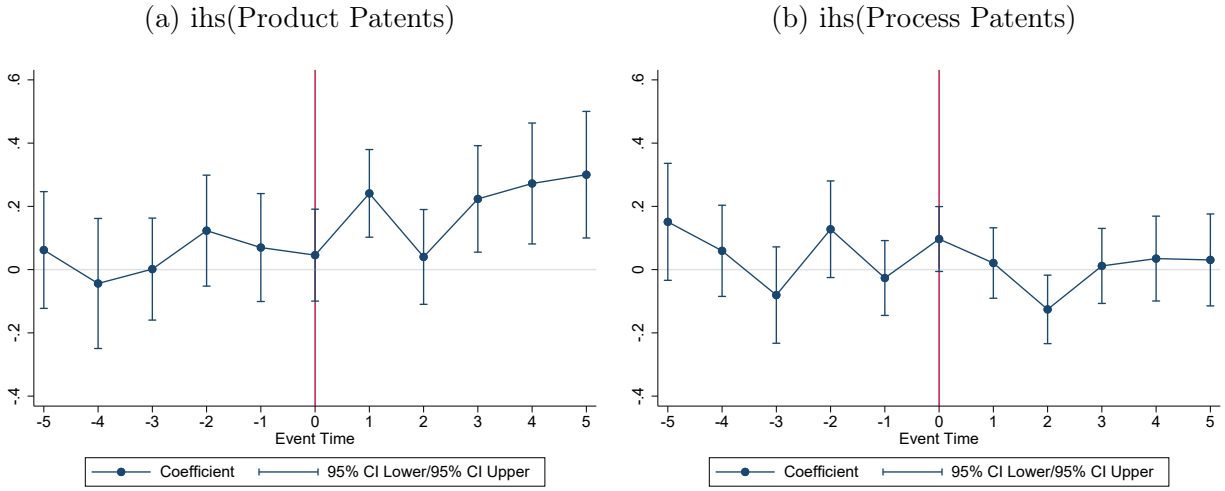 (a) ihs(Product Patents)
.6
.4
.2
0
-.2
-.4
-5 -4 -3 -2 -1 0 1 2 3 4 5
Event Time
Coefficient 95% CI Lower/95% CI Upper
(b) ihs(Process Patents)
.6
.4
.2
0
-.2
-.4
-5 -4 -3 -2 -1 0 1 2 3 4 5
Event Time
Coefficient 95% CI Lower/95% CI Upper